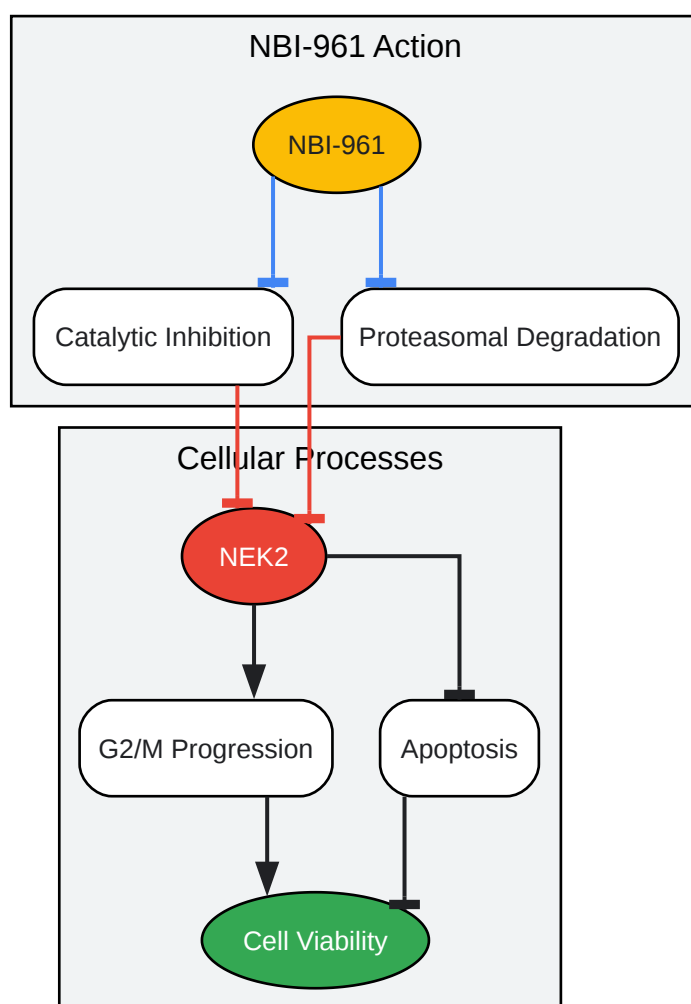 NBI-961 Action
NBI-961
Catalytic Inhibition
Proteasomal Degradation
Cellular Processes
NEK2
G2/M Progression
Apoptosis
Cell Viability